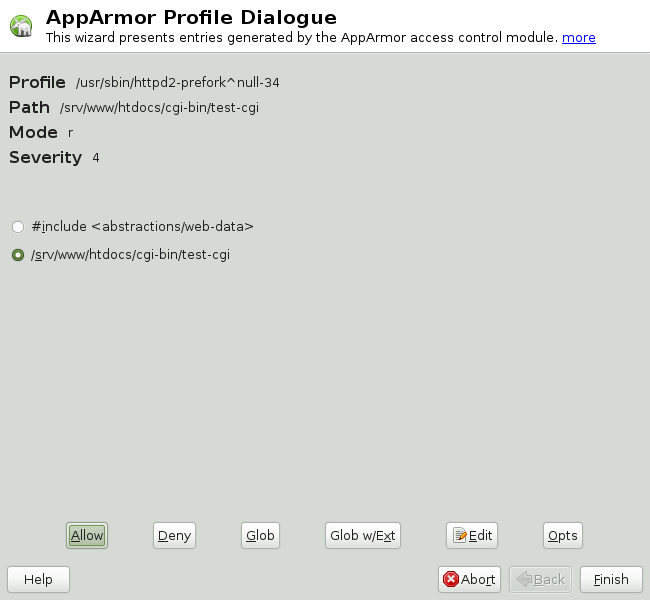 AppArmor Profile Dialogue
This wizard presents entries generated by the AppArmor access control module. more
Profile /usr/sbin/httpd2-prefork^null-34
Path /srv/www/htdocs/cgi-bin/test-cgi
Mode r
Severity 4
#include <abstractions/web-data>
/srv/www/htdocs/cgi-bin/test-cgi
Allow Deny Glob Glob w/Ext Edit Opts
Help Abort Back Finish